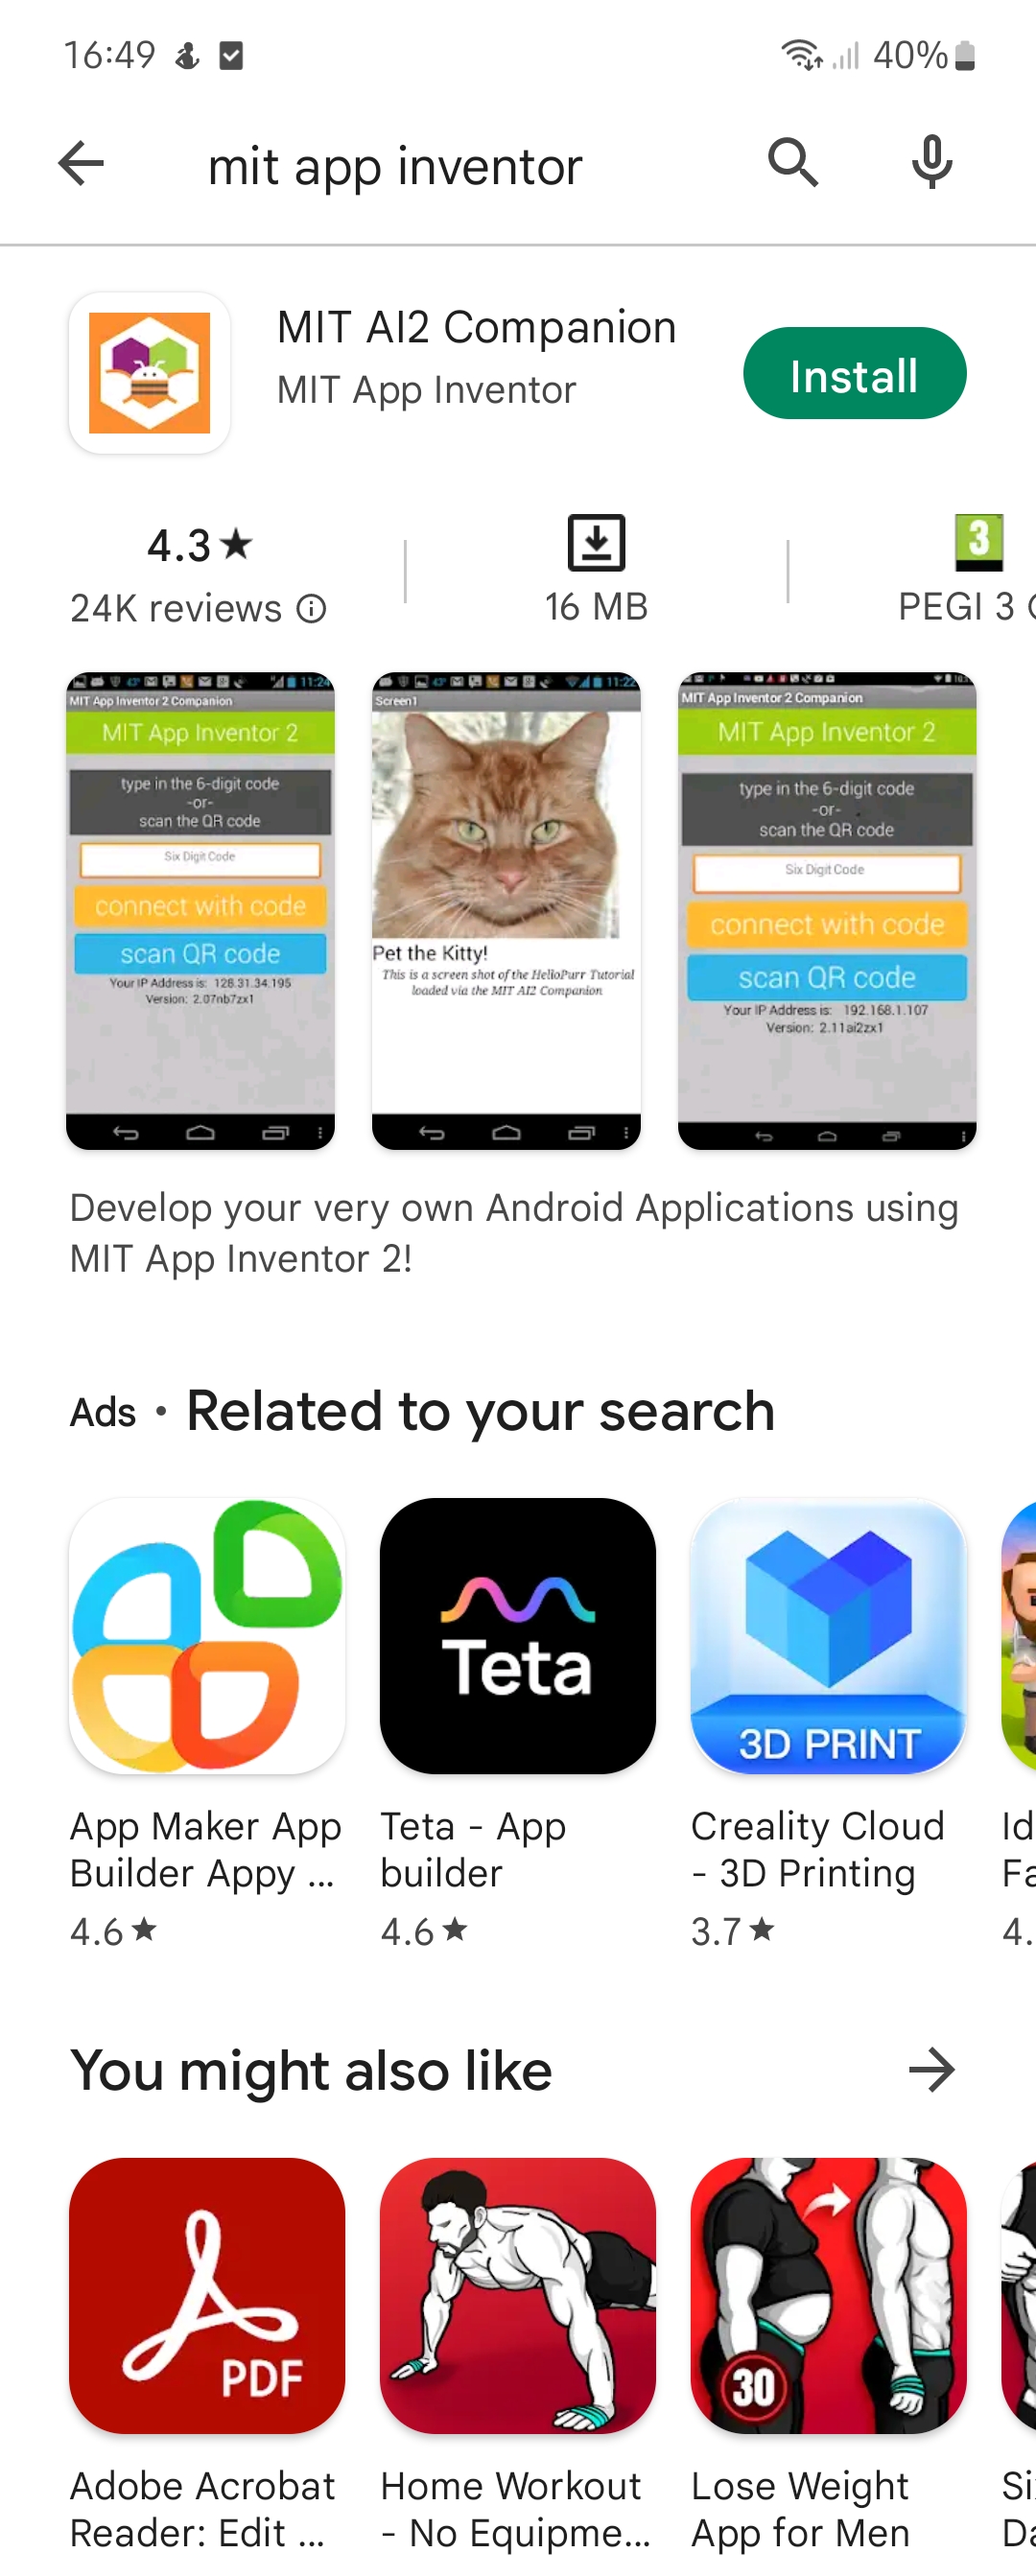 16:49
40%
mit app inventor
MIT AI2 Companion
MIT App Inventor
Install
4.3★
24K reviews
16 MB
3
PEGI 3
11:24
MIT App Inventor 2 Companion
MIT App Inventor 2
type in the 6-digit code
-or-
scan the QR code
Six Digit Code
connect with code
scan QR code
Your IP Address is: 128.31.34.195
Version: 2.07nb7zx1
11:22
Screen1
Pet the Kitty!
This is a screen shot of the HelloPurr Tutorial
loaded via the MIT AI2 Companion
MIT App Inventor 2 Companion
MIT App Inventor 2
type in the 6-digit code
-or-
scan the QR code
Six Digit Code
connect with code
scan QR code
Your IP Address is: 192.168.1.107
Version: 2.11ai2zx1
Develop your very own Android Applications using
MIT App Inventor 2!
Ads • Related to your search
Teta
3D PRINT
App Maker App
Builder Appy ...
4.6★
Teta - App
builder
4.6★
Creality Cloud
- 3D Printing
3.7★
Id
Fa
4.
You might also like
PDF
30
Adobe Acrobat
Reader: Edit ...
Home Workout
- No Equipme...
Lose Weight
App for Men
Si
Da